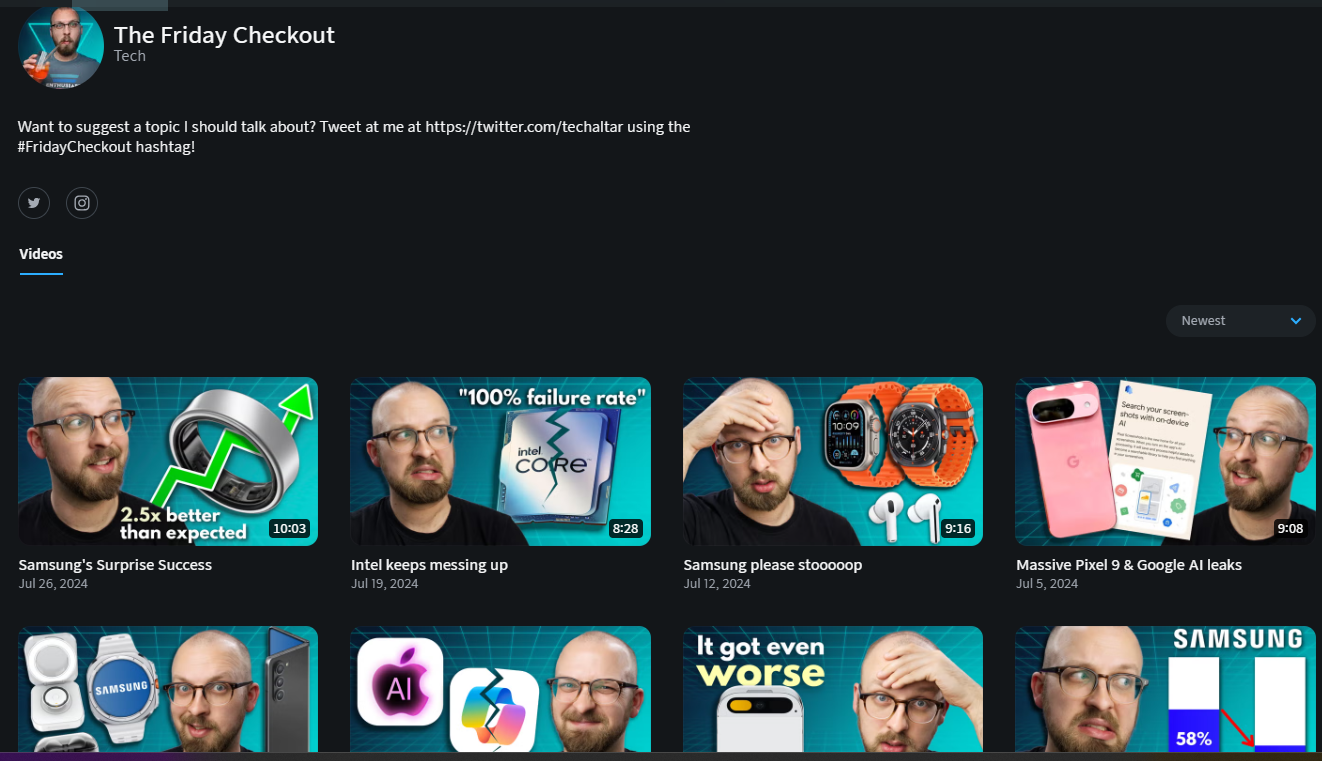 The Friday Checkout
Tech
Want to suggest a topic I should talk about? Tweet at me at https://twitter.com/techaltar using the
#FridayCheckout hashtag!
Videos
Newest
2.5x better
than expected
10:03
"100% failure rate"
intel
CORE
8:28
10:09
9:16
Search your screen-
shots with on-device
AI
G
9:08
Samsung's Surprise Success
Jul 26, 2024
Intel keeps messing up
Jul 19, 2024
Samsung please stooooop
Jul 12, 2024
Massive Pixel 9 & Google AI leaks
Jul 5, 2024
SAMSUNG
AI
It got even
worse
SAMSUNG
58%